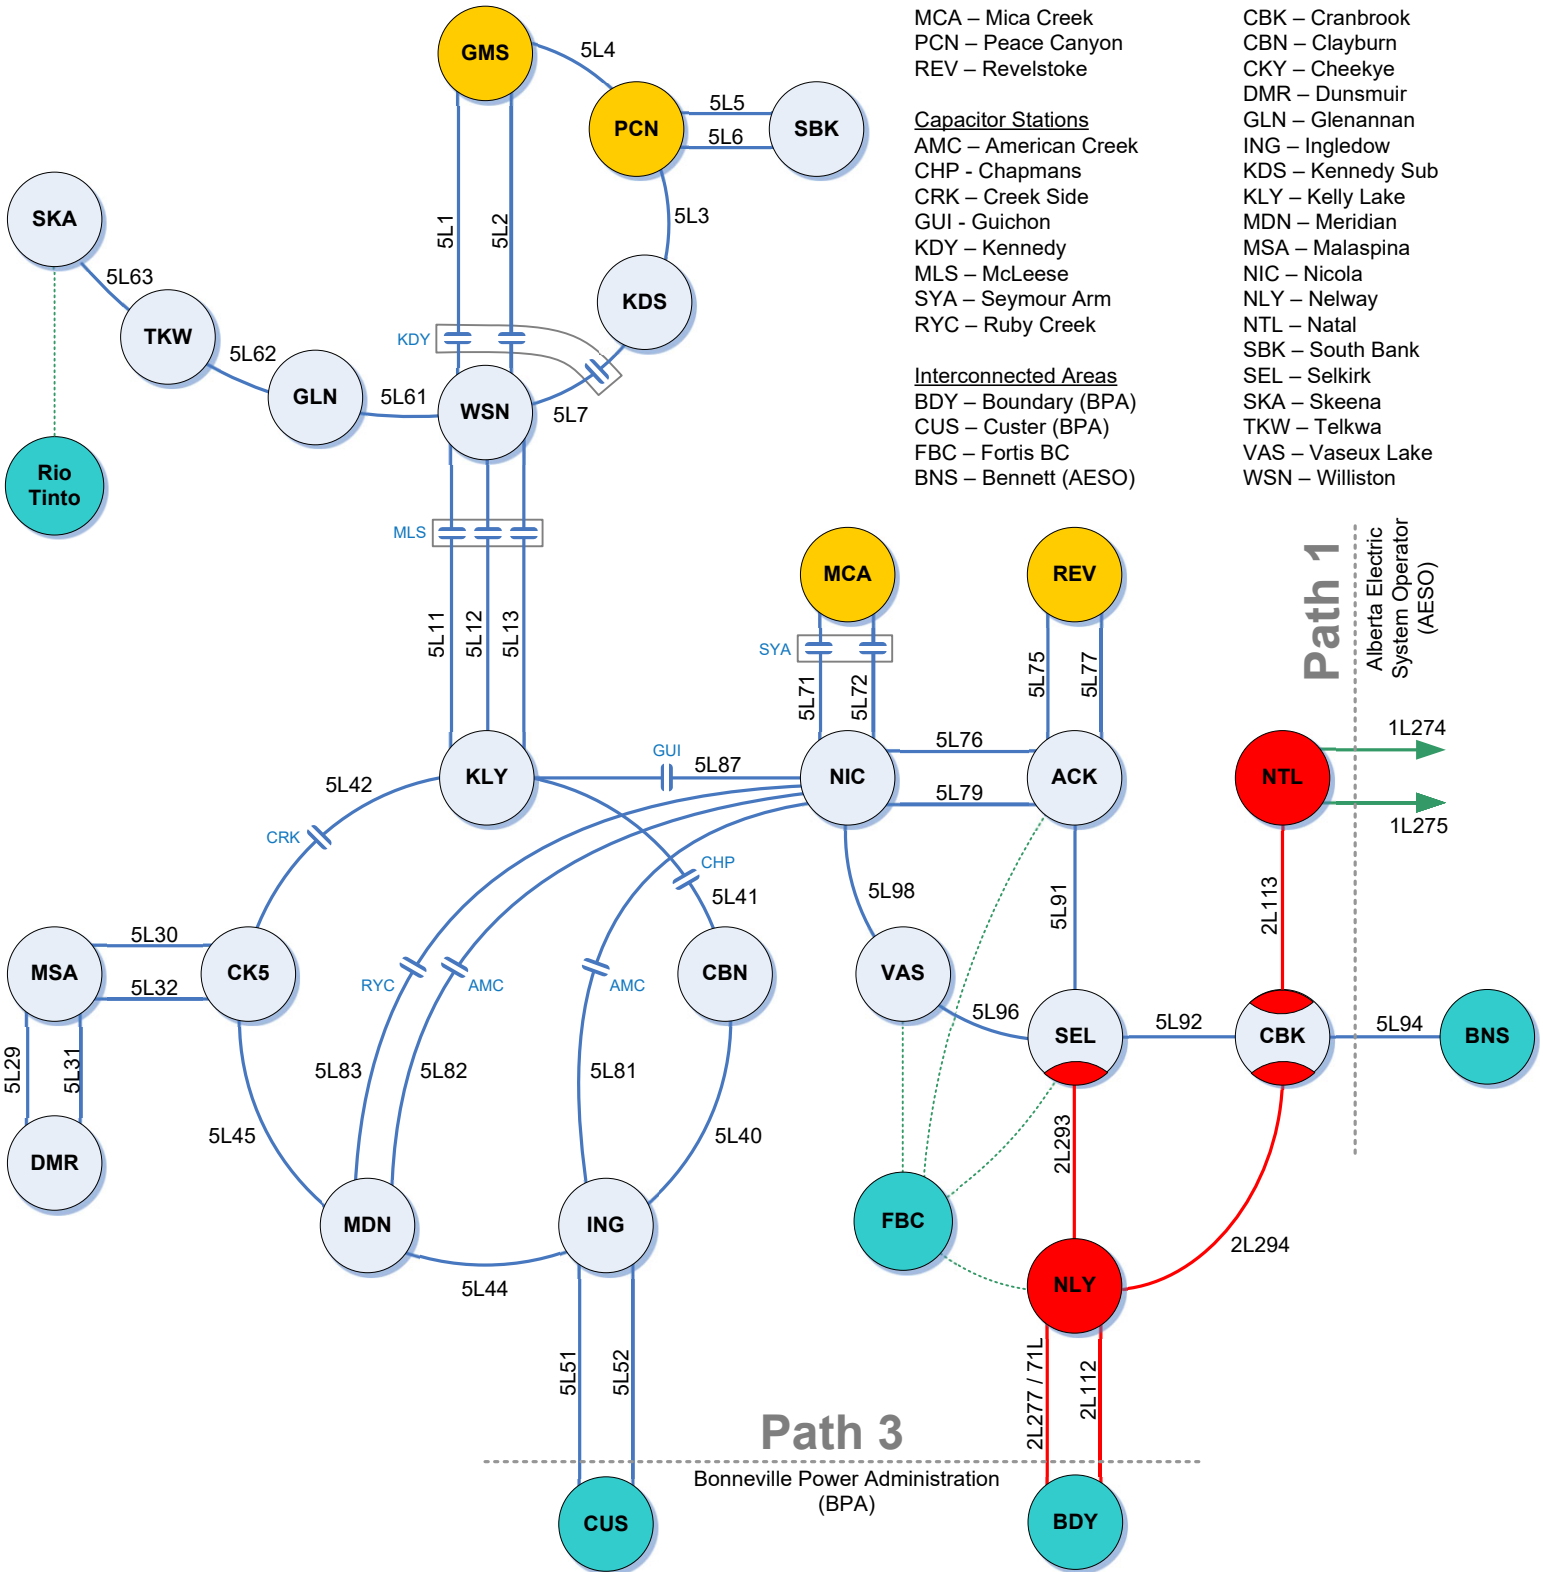 MCA – Mica Creek
PCN – Peace Canyon
REV – Revelstoke
Capacitor Stations
AMC – American Creek
CHP - Chapmans
CRK – Creek Side
GUI - Guichon
KDY – Kennedy
MLS – McLeese
SYA – Seymour Arm
RYC – Ruby Creek
Interconnected Areas
BDY – Boundary (BPA)
CUS – Custer (BPA)
FBC – Fortis BC
BNS – Bennett (AESO)
CBK – Cranbrook
CBN – Clayburn
CKY – Cheekye
DMR – Dunsmuir
GLN – Glenannan
ING – Ingledow
KDS – Kennedy Sub
KLY – Kelly Lake
MDN – Meridian
MSA – Malaspina
NIC – Nicola
NLY – Nelway
NTL – Natal
SBK – South Bank
SEL – Selkirk
SKA – Skeena
TKW – Telkwa
VAS – Vaseux Lake
WSN – Williston
GMS
5L4
PCN
5L5
5L6
SBK
5L1
5L2
5L3
SKA
5L63
TKW
5L62
GLN
5L61
WSN
KDY
KDS
5L7
Rio
Tinto
MLS
5L11
5L12
5L13
MCA
REV
SYA
5L71
5L72
5L75
5L77
Path 1
Alberta Electric
System Operator
(AESO)
1L274
1L275
NTL
KLY
GUI
5L87
NIC
5L76
5L79
ACK
5L42
CRK
CHP
5L41
5L98
5L91
2L113
MSA
5L30
5L32
CK5
RYC
AMC
AMC
CBN
VAS
5L96
SEL
5L92
CBK
5L94
BNS
5L29
5L31
DMR
5L45
5L83
5L82
5L81
5L40
2L293
MDN
5L44
ING
FBC
NLY
2L294
5L51
5L52
2L277 / 71L
2L112
Path 3
Bonneville Power Administration
(BPA)
CUS
BDY